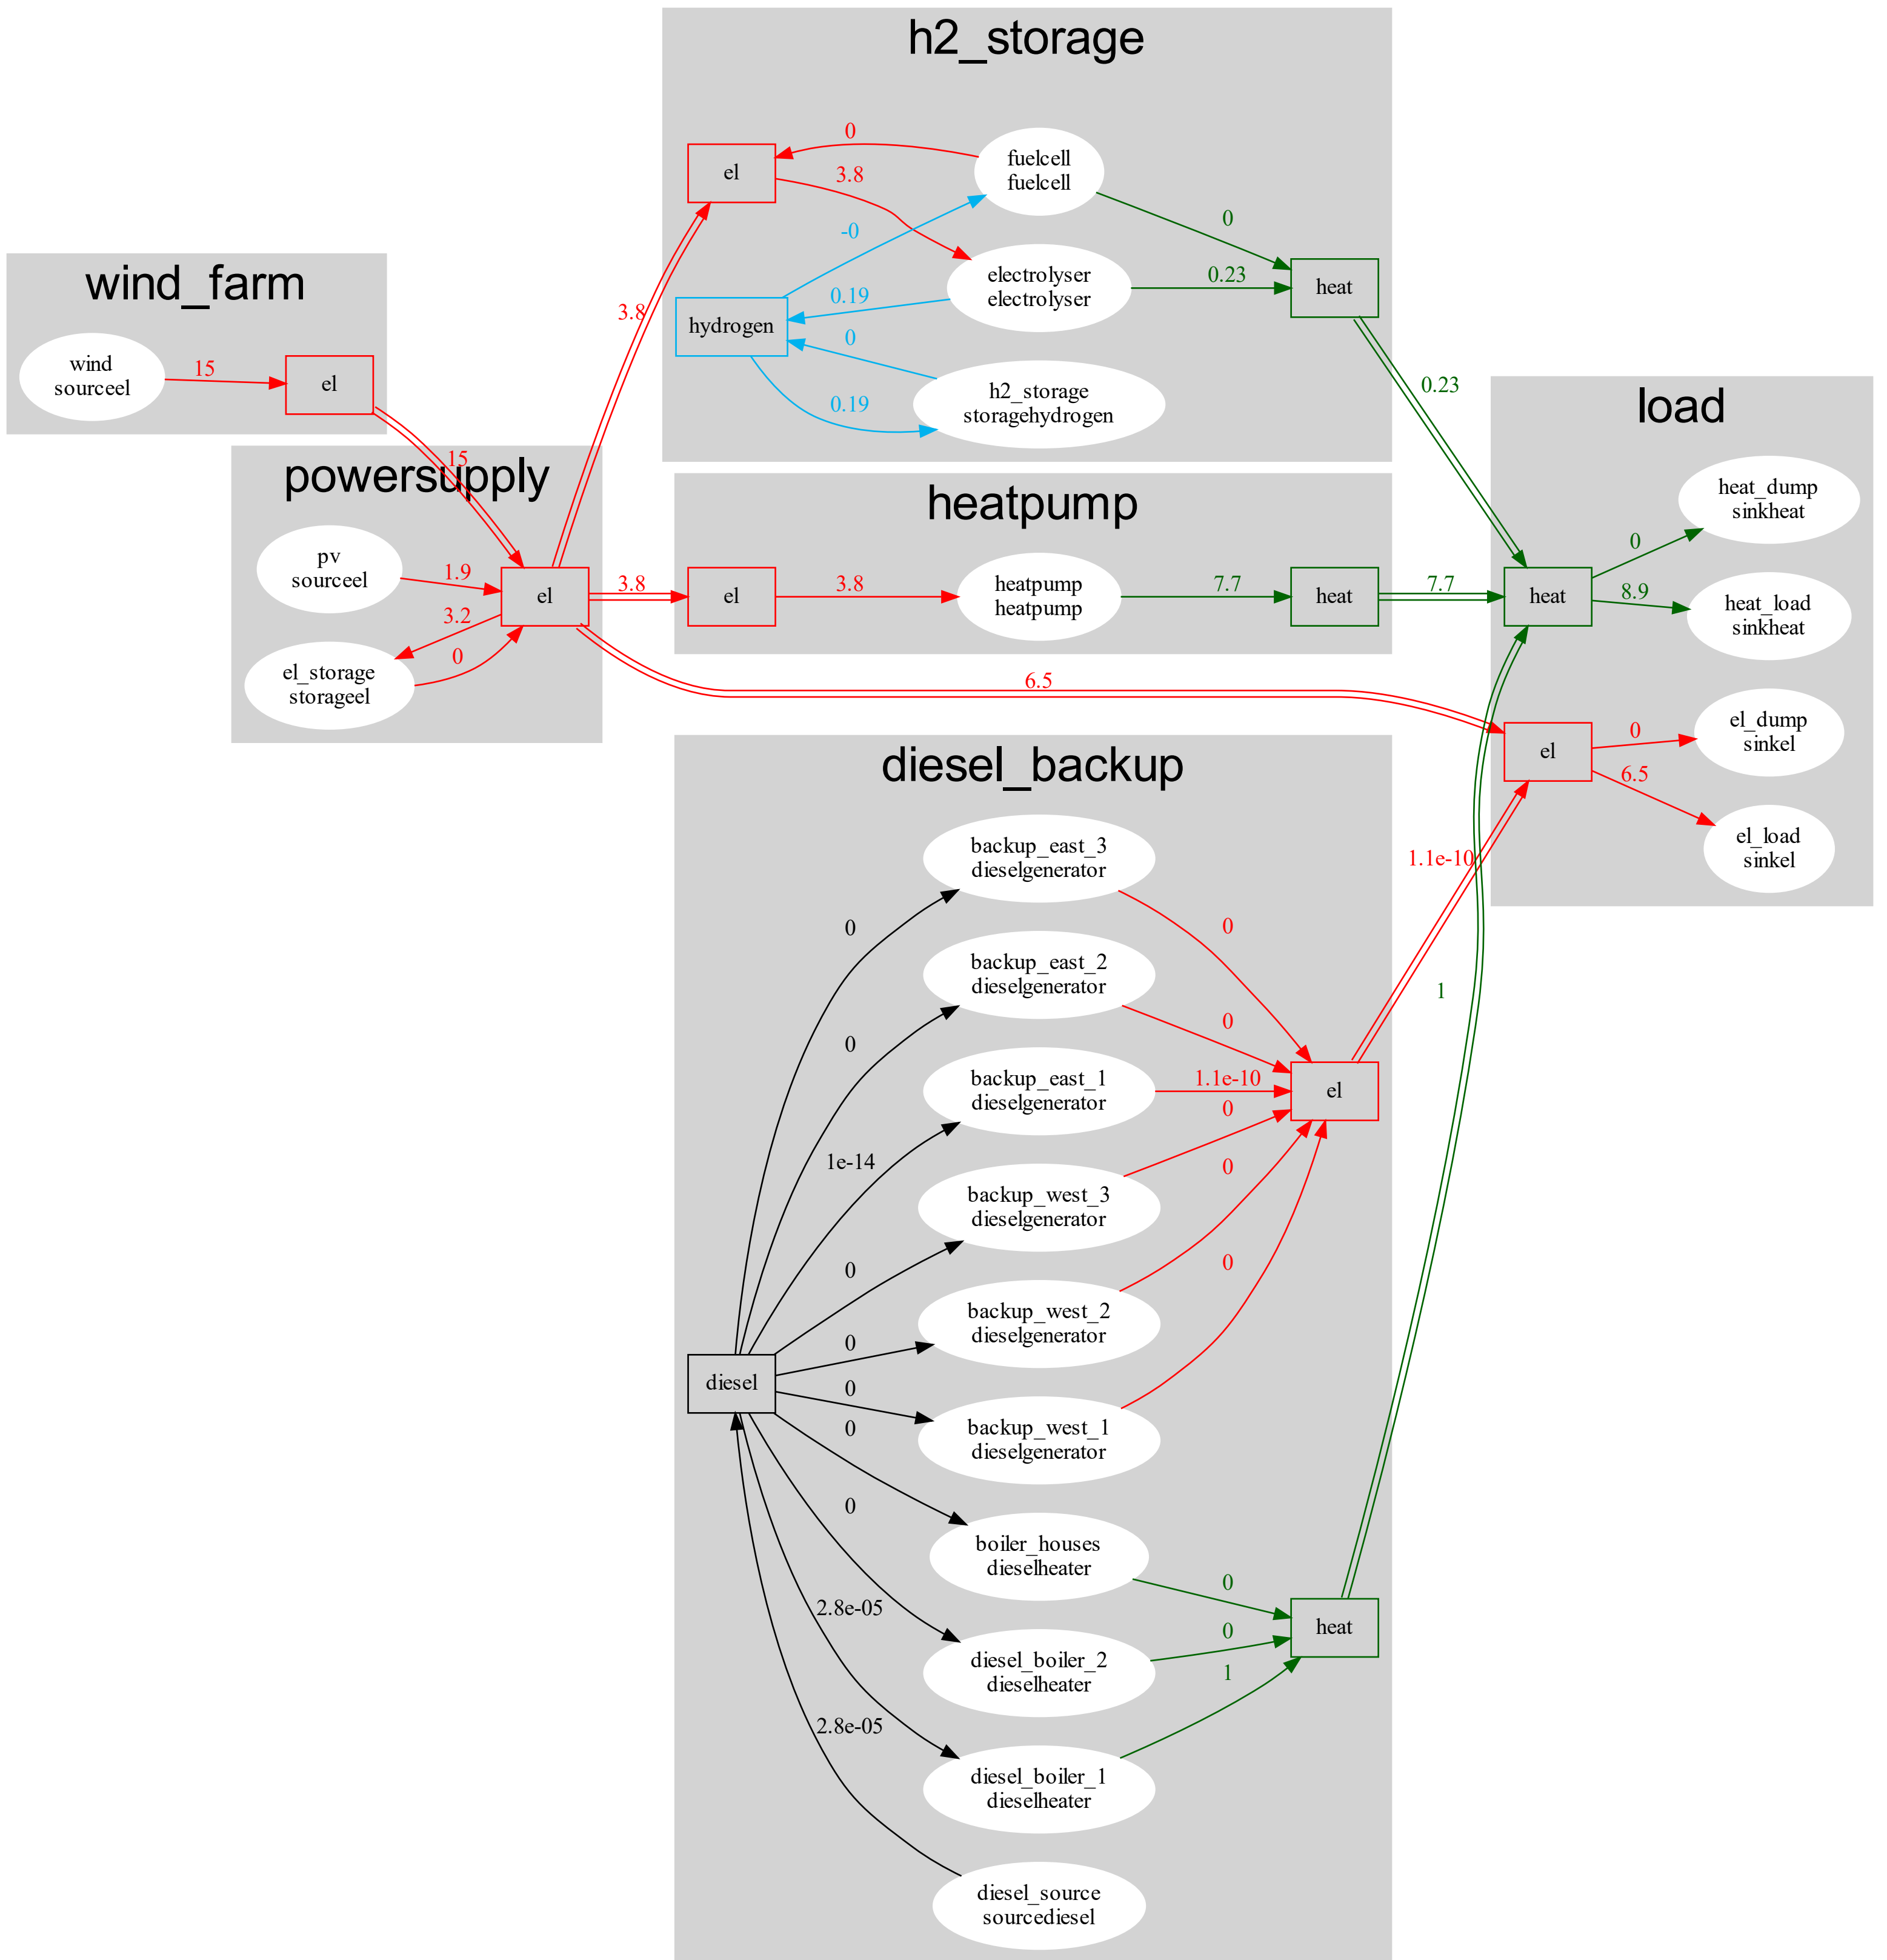 h2_storage
el
0
3.8
fuelcell
fuelcell
0
-0
electrolyser
electrolyser
0.23
heat
hydrogen
0.19
0
h2_storage
storagehydrogen
0.19
wind_farm
wind
sourceel
15
el
15
3.8
0.23
powersupply
pv
sourceel
1.9
3.2
el
el_storage
storageel
0
heatpump
3.8
el
3.8
heatpump
heatpump
7.7
heat
7.7
6.5
load
heat_dump
sinkheat
0
heat
8.9
heat_load
sinkheat
el_dump
sinkel
0
el
6.5
el_load
sinkel
1.1e-10
1
diesel_backup
backup_east_3
dieselgenerator
0
0
backup_east_2
dieselgenerator
0
0
backup_east_1
dieselgenerator
1.1e-10
el
1e-14
0
backup_west_3
dieselgenerator
0
0
backup_west_2
dieselgenerator
0
0
diesel
0
backup_west_1
dieselgenerator
0
boiler_houses
dieselheater
0
0
diesel_boiler_2
dieselheater
0
heat
2.8e-05
1
diesel_boiler_1
dieselheater
2.8e-05
diesel_source
sourcediesel